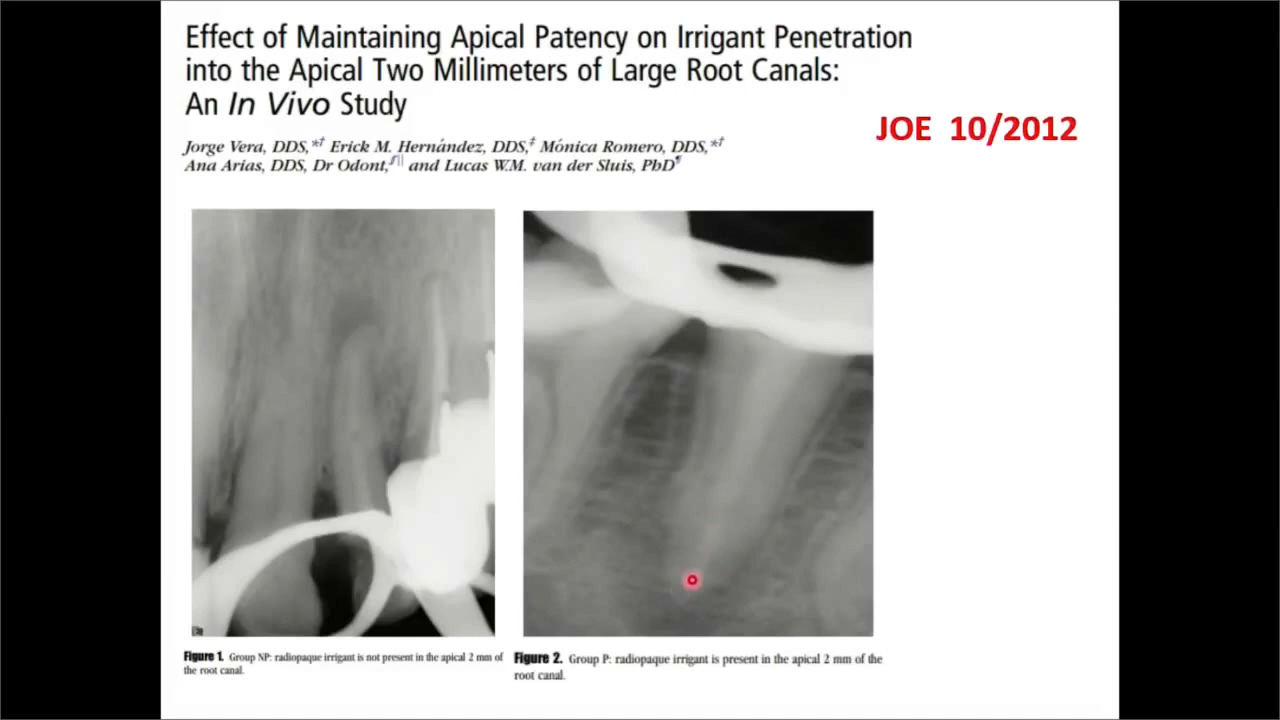 Effect of Maintaining Apical Patency on Irrigant Penetration
into the Apical Two Millimeters of Large Root Canals:
An In Vivo Study
JOE 10/2012
Jorge Vera, DDS,*† Erick M. Hernández, DDS,‡ Mónica Romero, DDS,*†
Ana Arias, DDS, Dr Odont,§|| and Lucas W.M. van der Sluis, PhD¶
Figure 1. Group NP: radiopaque irrigant is not present in the apical 2 mm of
the root canal.
Figure 2. Group P: radiopaque irrigant is present in the apical 2 mm of the
root canal.